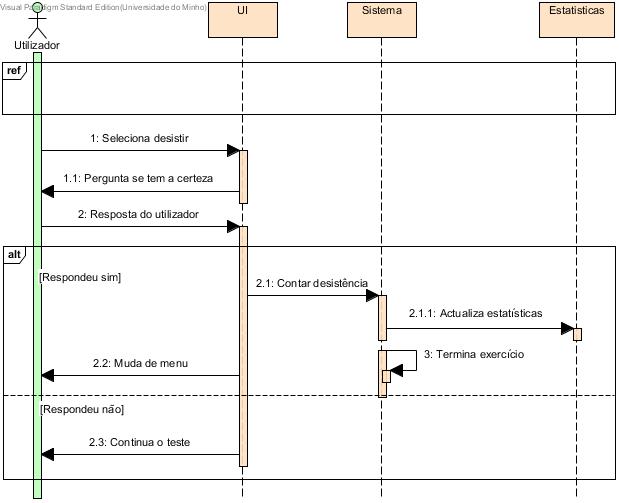 Visual Paradigm Standard Edition(Universidade do Minho)
UI
Sistema
Estatisticas
Utilizador
ref
1: Seleciona desistir
1.1: Pergunta se tem a certeza
2: Resposta do utilizador
alt
[Respondeu sim]
2.1: Contar desistência
2.1.1: Actualiza estatísticas
3: Termina exercício
2.2: Muda de menu
[Respondeu não]
2.3: Continua o teste